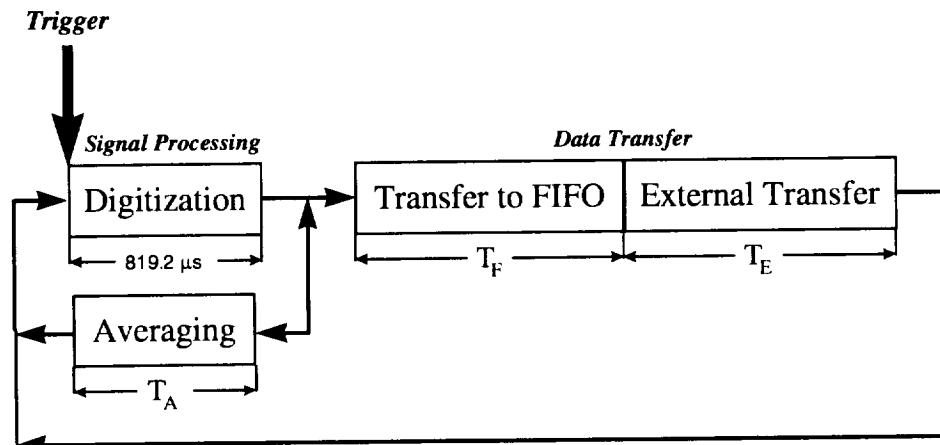 Trigger
Signal Processing
Data Transfer
Digitization
Transfer to FIFO
External Transfer
819.2 µs
T_F
T_E
Averaging
T_A